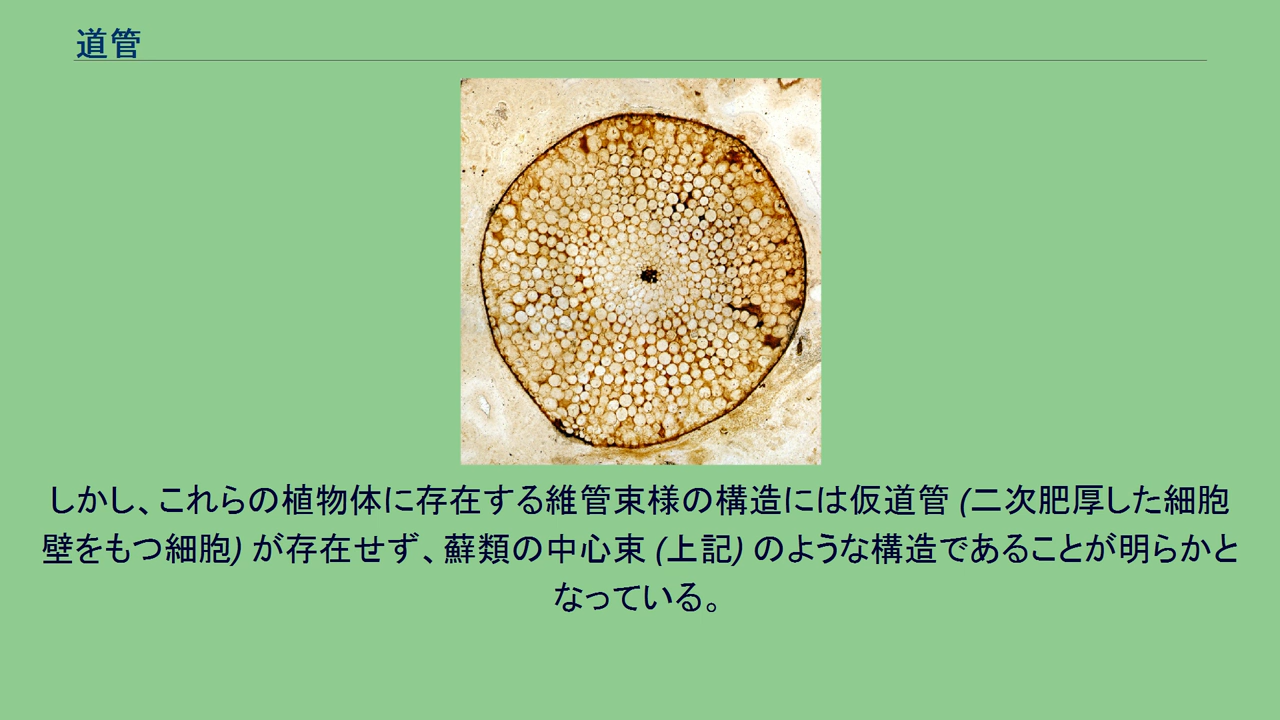 道管
しかし、これらの植物体に存在する維管束様の構造には仮道管 (二次肥厚した細胞
壁をもつ細胞) が存在せず、蘚類の中心束 (上記) のような構造であることが明らかと
なっている。